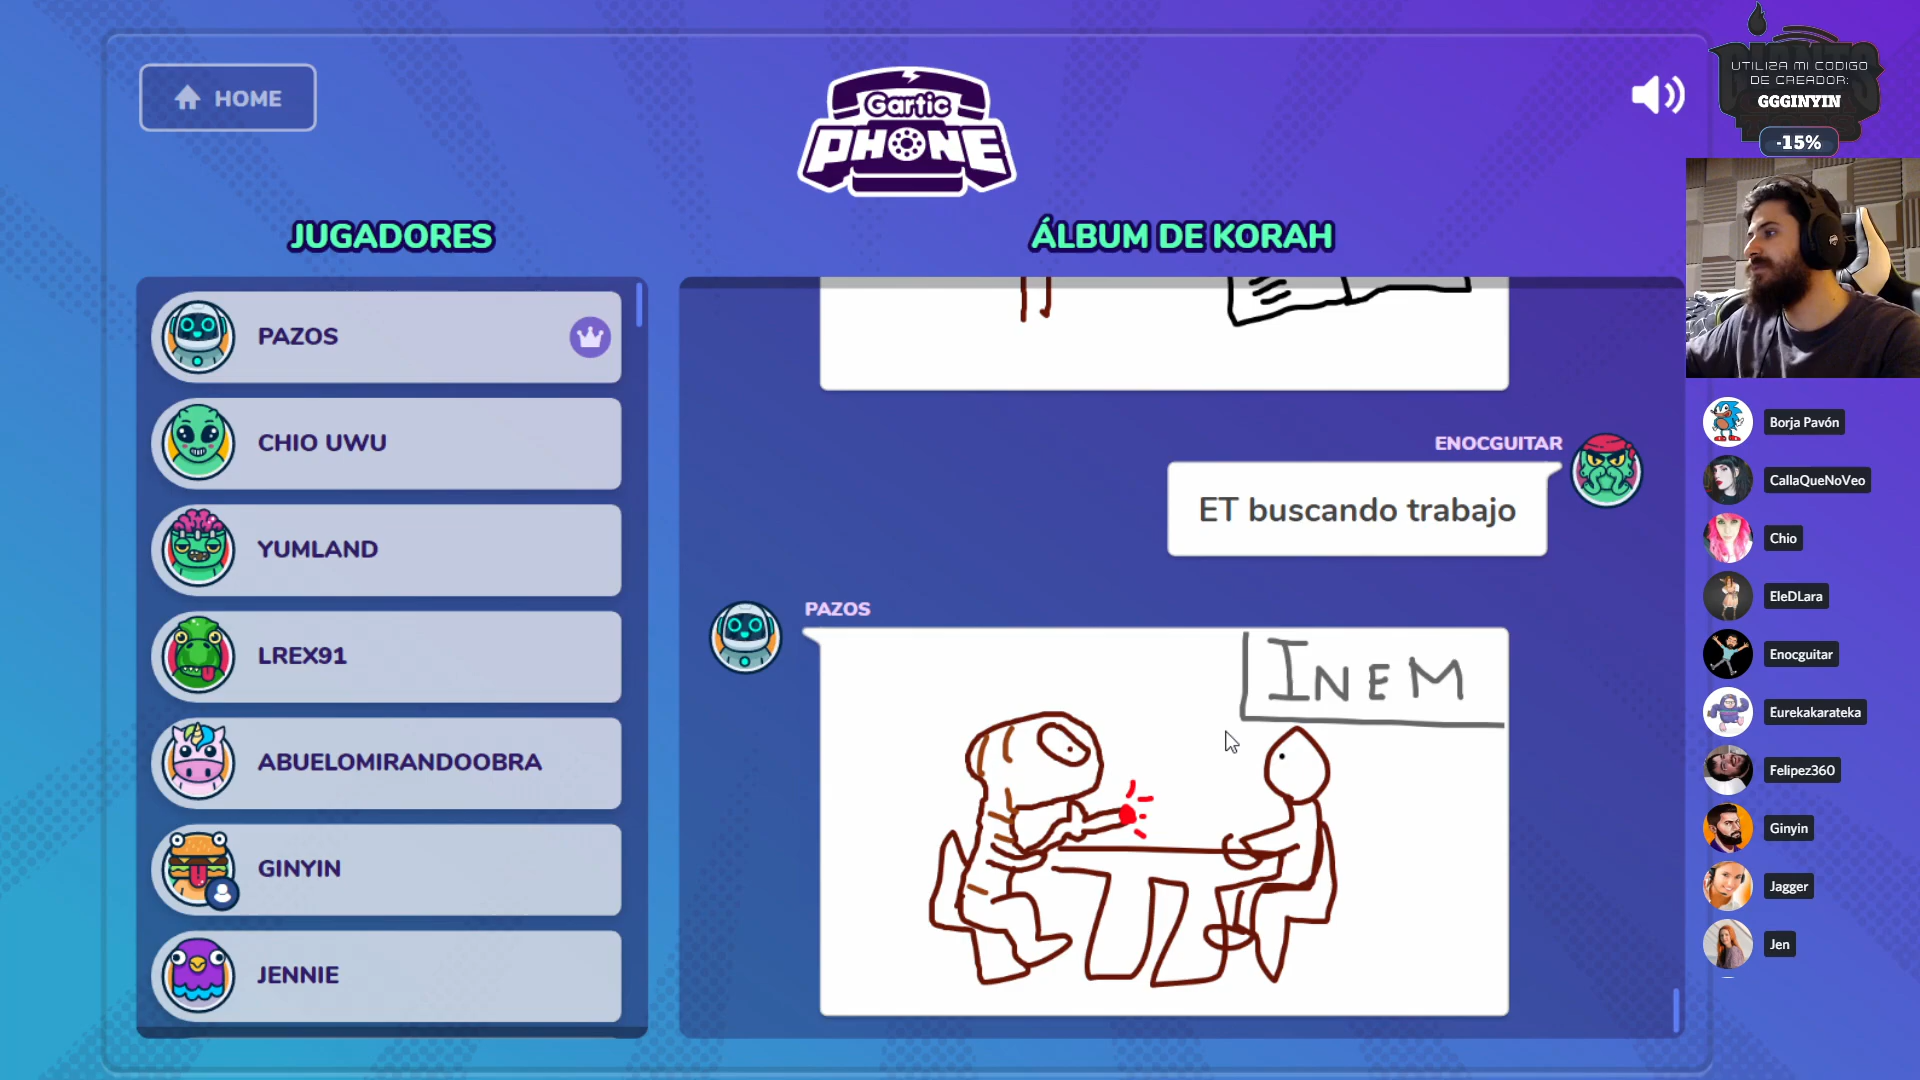 HOME
Gartic
PHONE
UTILIZA MI CODIGO
DE CREADOR:
GGGINYIN
-15%
JUGADORES
ÁLBUM DE KORAH
PAZOS
CHIO UWU
YUMLAND
LREX91
ABUELOMIRANDOOBRA
GINYIN
JENNIE
ENOCGUITAR
ET buscando trabajo
PAZOS
INEM
Borja Pavón
CallaQueNoVeo
Chio
EleDLara
Enocguitar
Eurekakarateka
Felipez360
Ginyin
Jagger
Jen